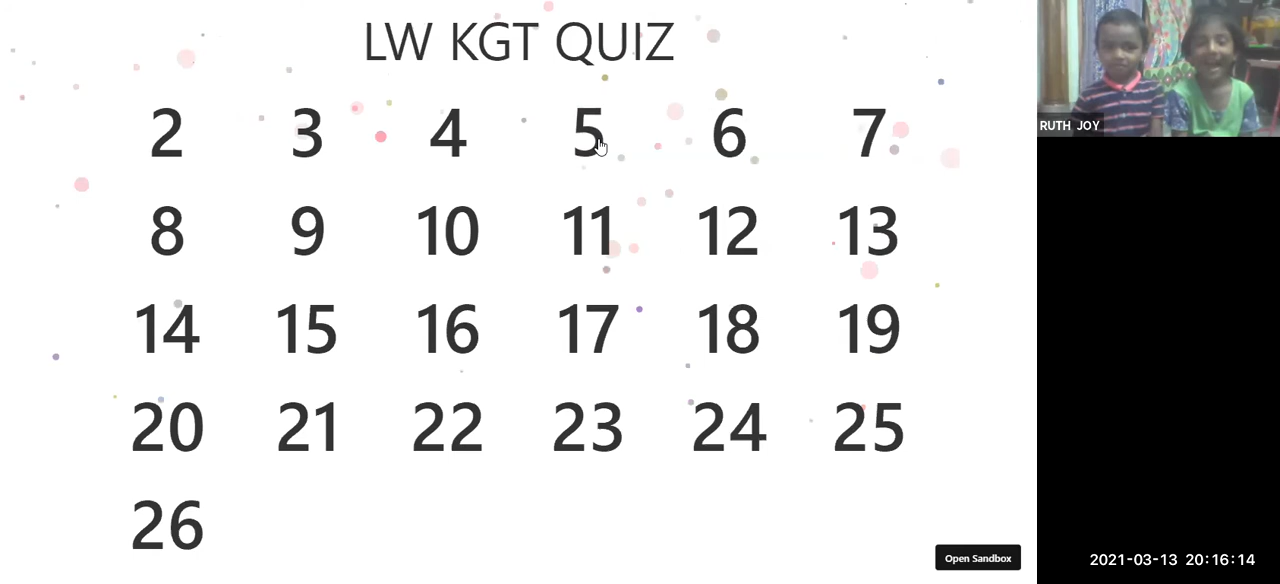 LW KGT QUIZ
2 3 4 5 6 7
8 9 10 11 12 13
14 15 16 17 18 19
20 21 22 23 24 25
26
Open Sandbox
RUTH JOY
2021-03-13 20:16:14